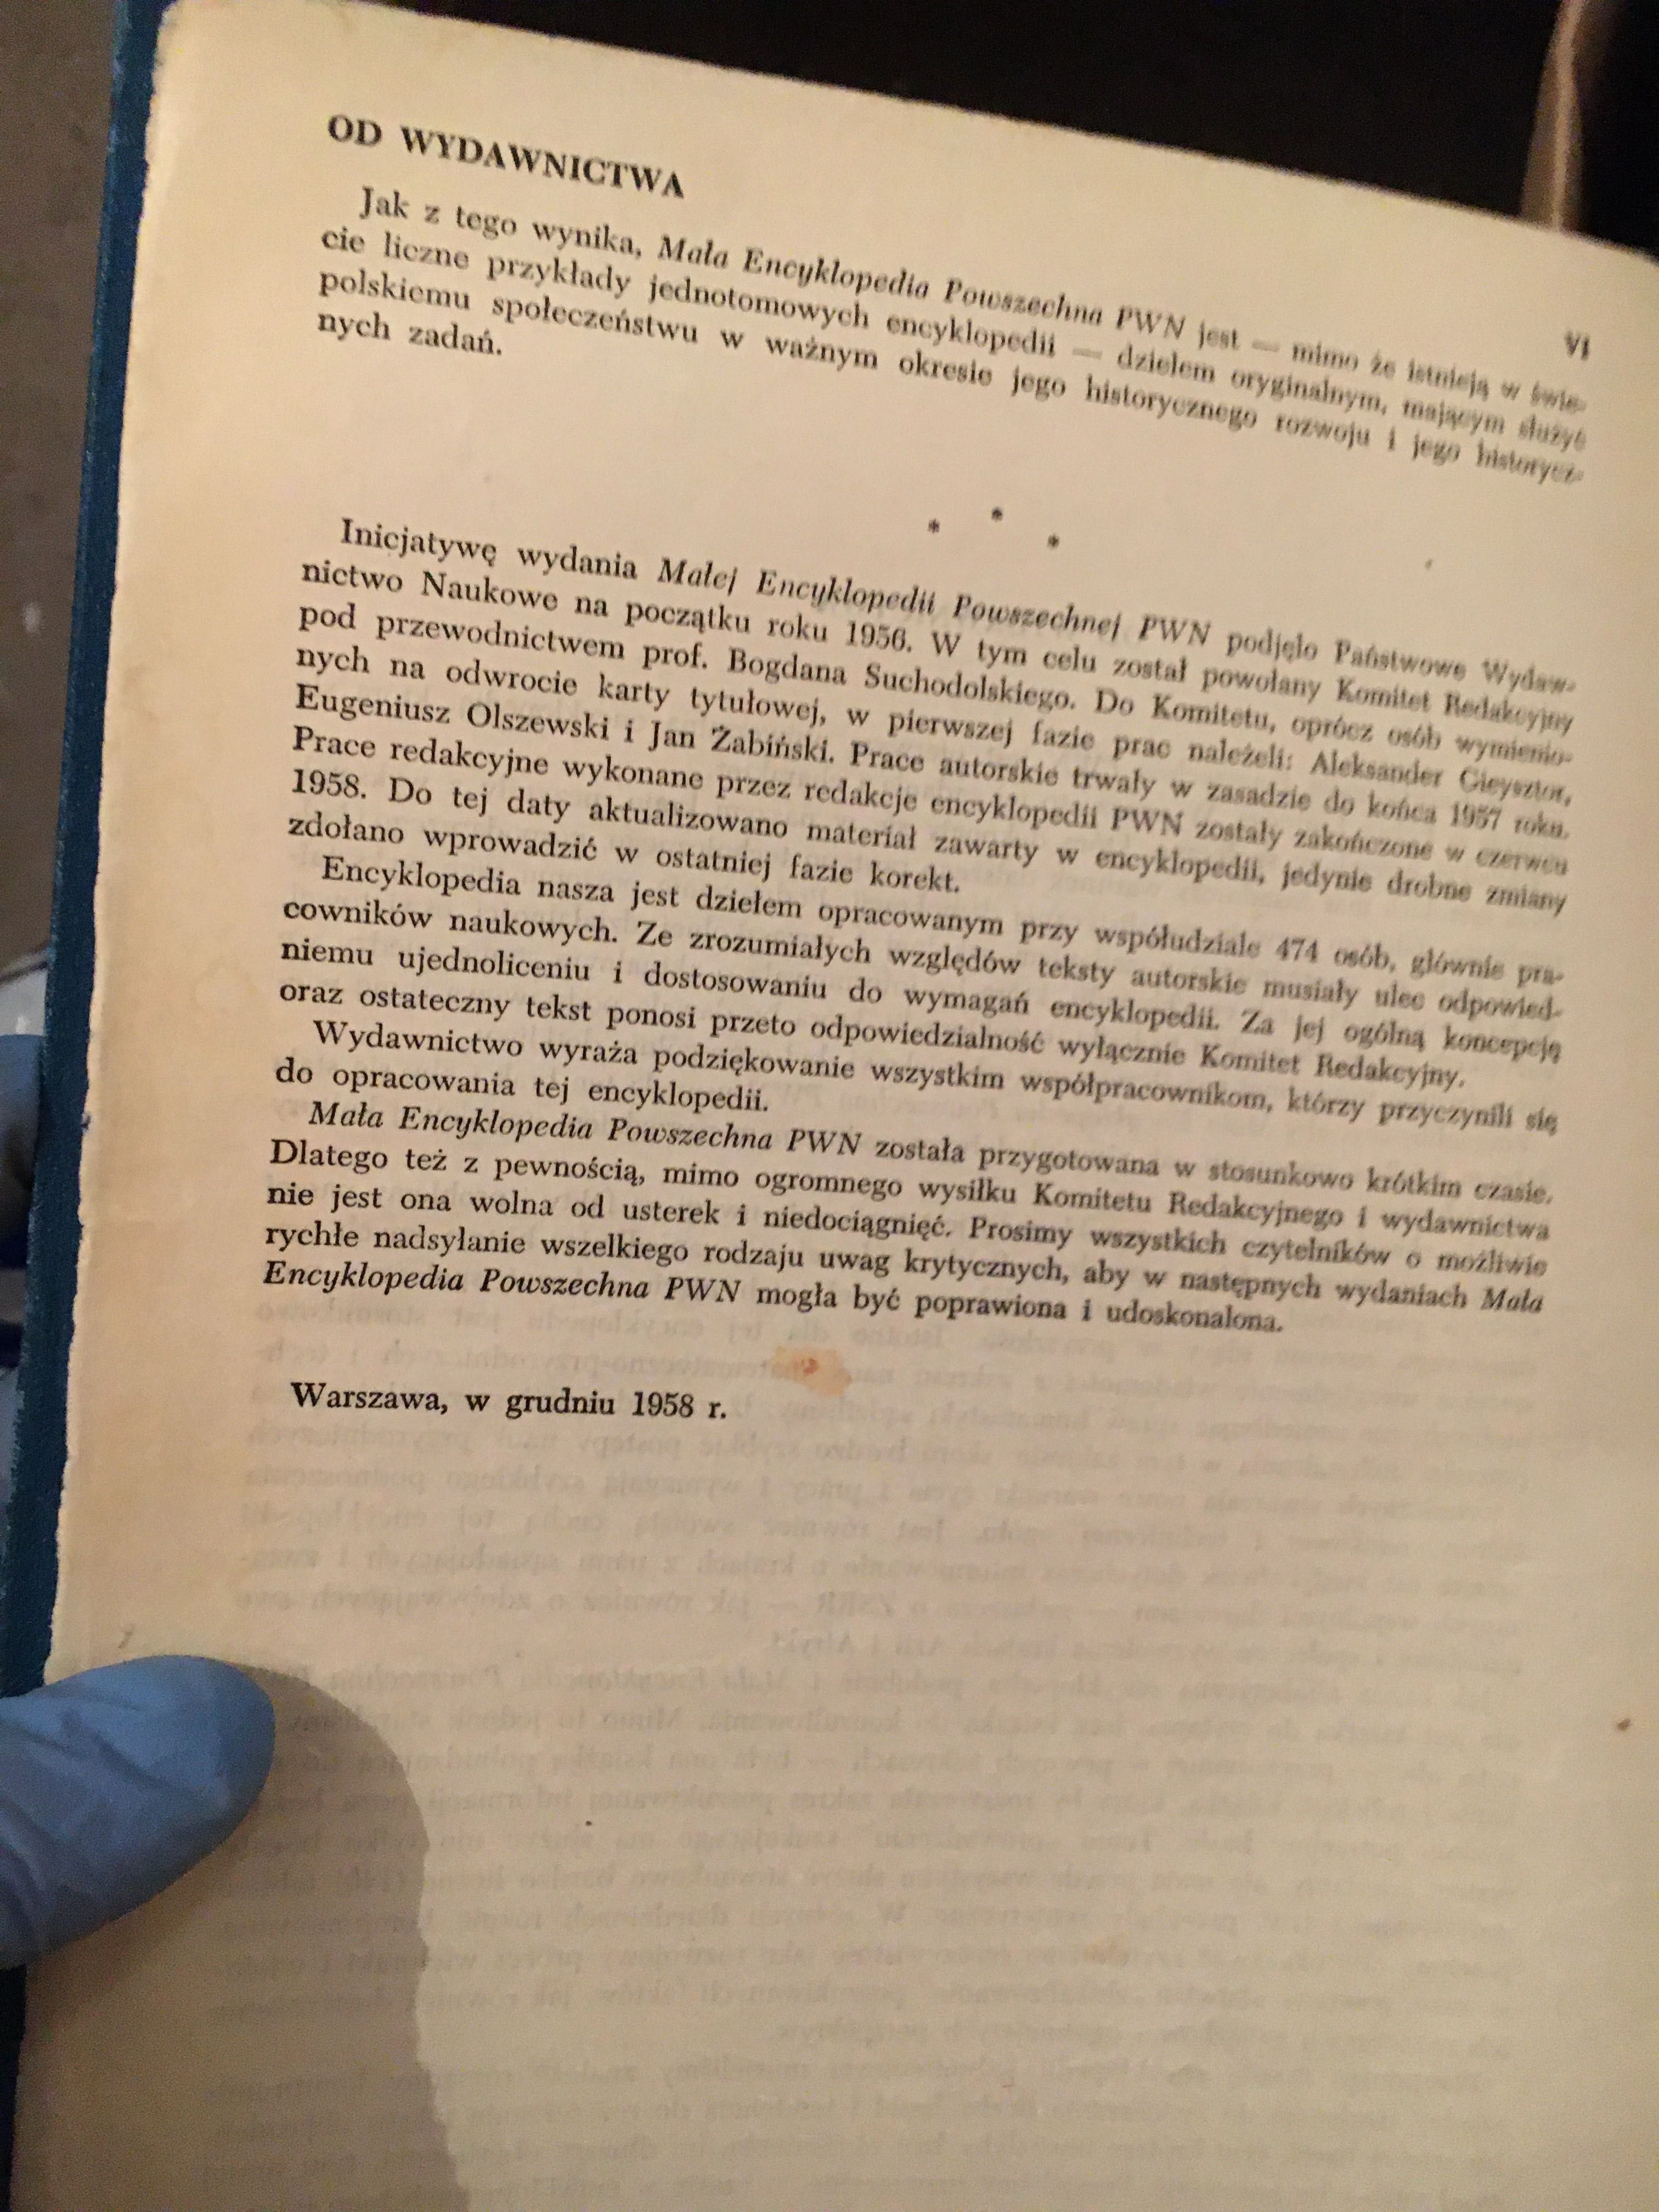 OD WYDAWNICTWA
VI
Jak z tego wynika, Mała Encyklopedia Powszechna PWN jest — mimo że istnieją w świe-
cie liczne przykłady jednotomowych encyklopedii — dziełem oryginalnym, mającym służyć
polskiemu społeczeństwu w ważnym okresie jego historycznego rozwoju i jego historycz-
nych zadań.
* * *
Inicjatywę wydania Małej Encyklopedii Powszechnej PWN podjęło Państwowe Wydaw-
nictwo Naukowe na początku roku 1956. W tym celu został powołany Komitet Redakcyjny
pod przewodnictwem prof. Bogdana Suchodolskiego. Do Komitetu, oprócz osób wymienio-
nych na odwrocie karty tytułowej, w pierwszej fazie prac należeli: Aleksander Gieysztor,
Eugeniusz Olszewski i Jan Żabiński. Prace autorskie trwały w zasadzie do końca 1957 roku.
Prace redakcyjne wykonane przez redakcje encyklopedii PWN zostały zakończone w czerwcu
1958. Do tej daty aktualizowano materiał zawarty w encyklopedii, jedynie drobne zmiany
zdołano wprowadzić w ostatniej fazie korekt.
Encyklopedia nasza jest dziełem opracowanym przy współudziale 474 osób, głównie pra-
cowników naukowych. Ze zrozumiałych względów teksty autorskie musiały ulec odpowied-
niemu ujednoliceniu i dostosowaniu do wymagań encyklopedii. Za jej ogólną koncepcję
oraz ostateczny tekst ponosi przeto odpowiedzialność wyłącznie Komitet Redakcyjny.
Wydawnictwo wyraża podziękowanie wszystkim współpracownikom, którzy przyczynili się
do opracowania tej encyklopedii.
Mała Encyklopedia Powszechna PWN została przygotowana w stosunkowo krótkim czasie.
Dlatego też z pewnością, mimo ogromnego wysiłku Komitetu Redakcyjnego i wydawnictwa
nie jest ona wolna od usterek i niedociągnięć. Prosimy wszystkich czytelników o możliwie
rychłe nadsyłanie wszelkiego rodzaju uwag krytycznych, aby w następnych wydaniach Mała
Encyklopedia Powszechna PWN mogła być poprawiona i udoskonalona.
Warszawa, w grudniu 1958 r.